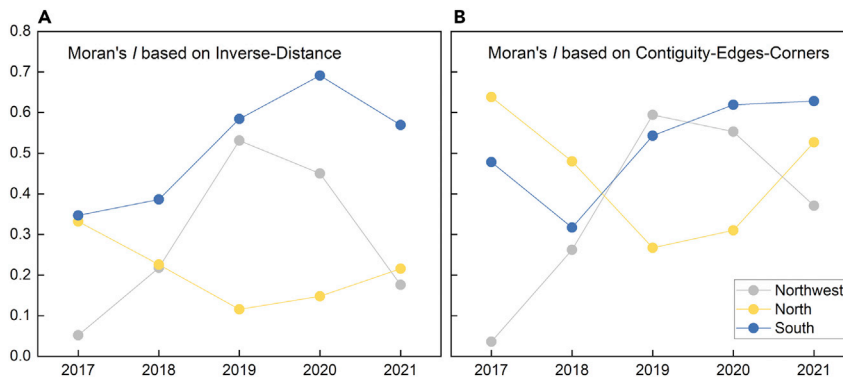 A
Moran's I based on Inverse-Distance
0.8
0.7
0.6
0.5
0.4
0.3
0.2
0.1
0.0
2017 2018 2019 2020 2021
B
Moran's I based on Contiguity-Edges-Corners
Northwest
North
South
2017 2018 2019 2020 2021